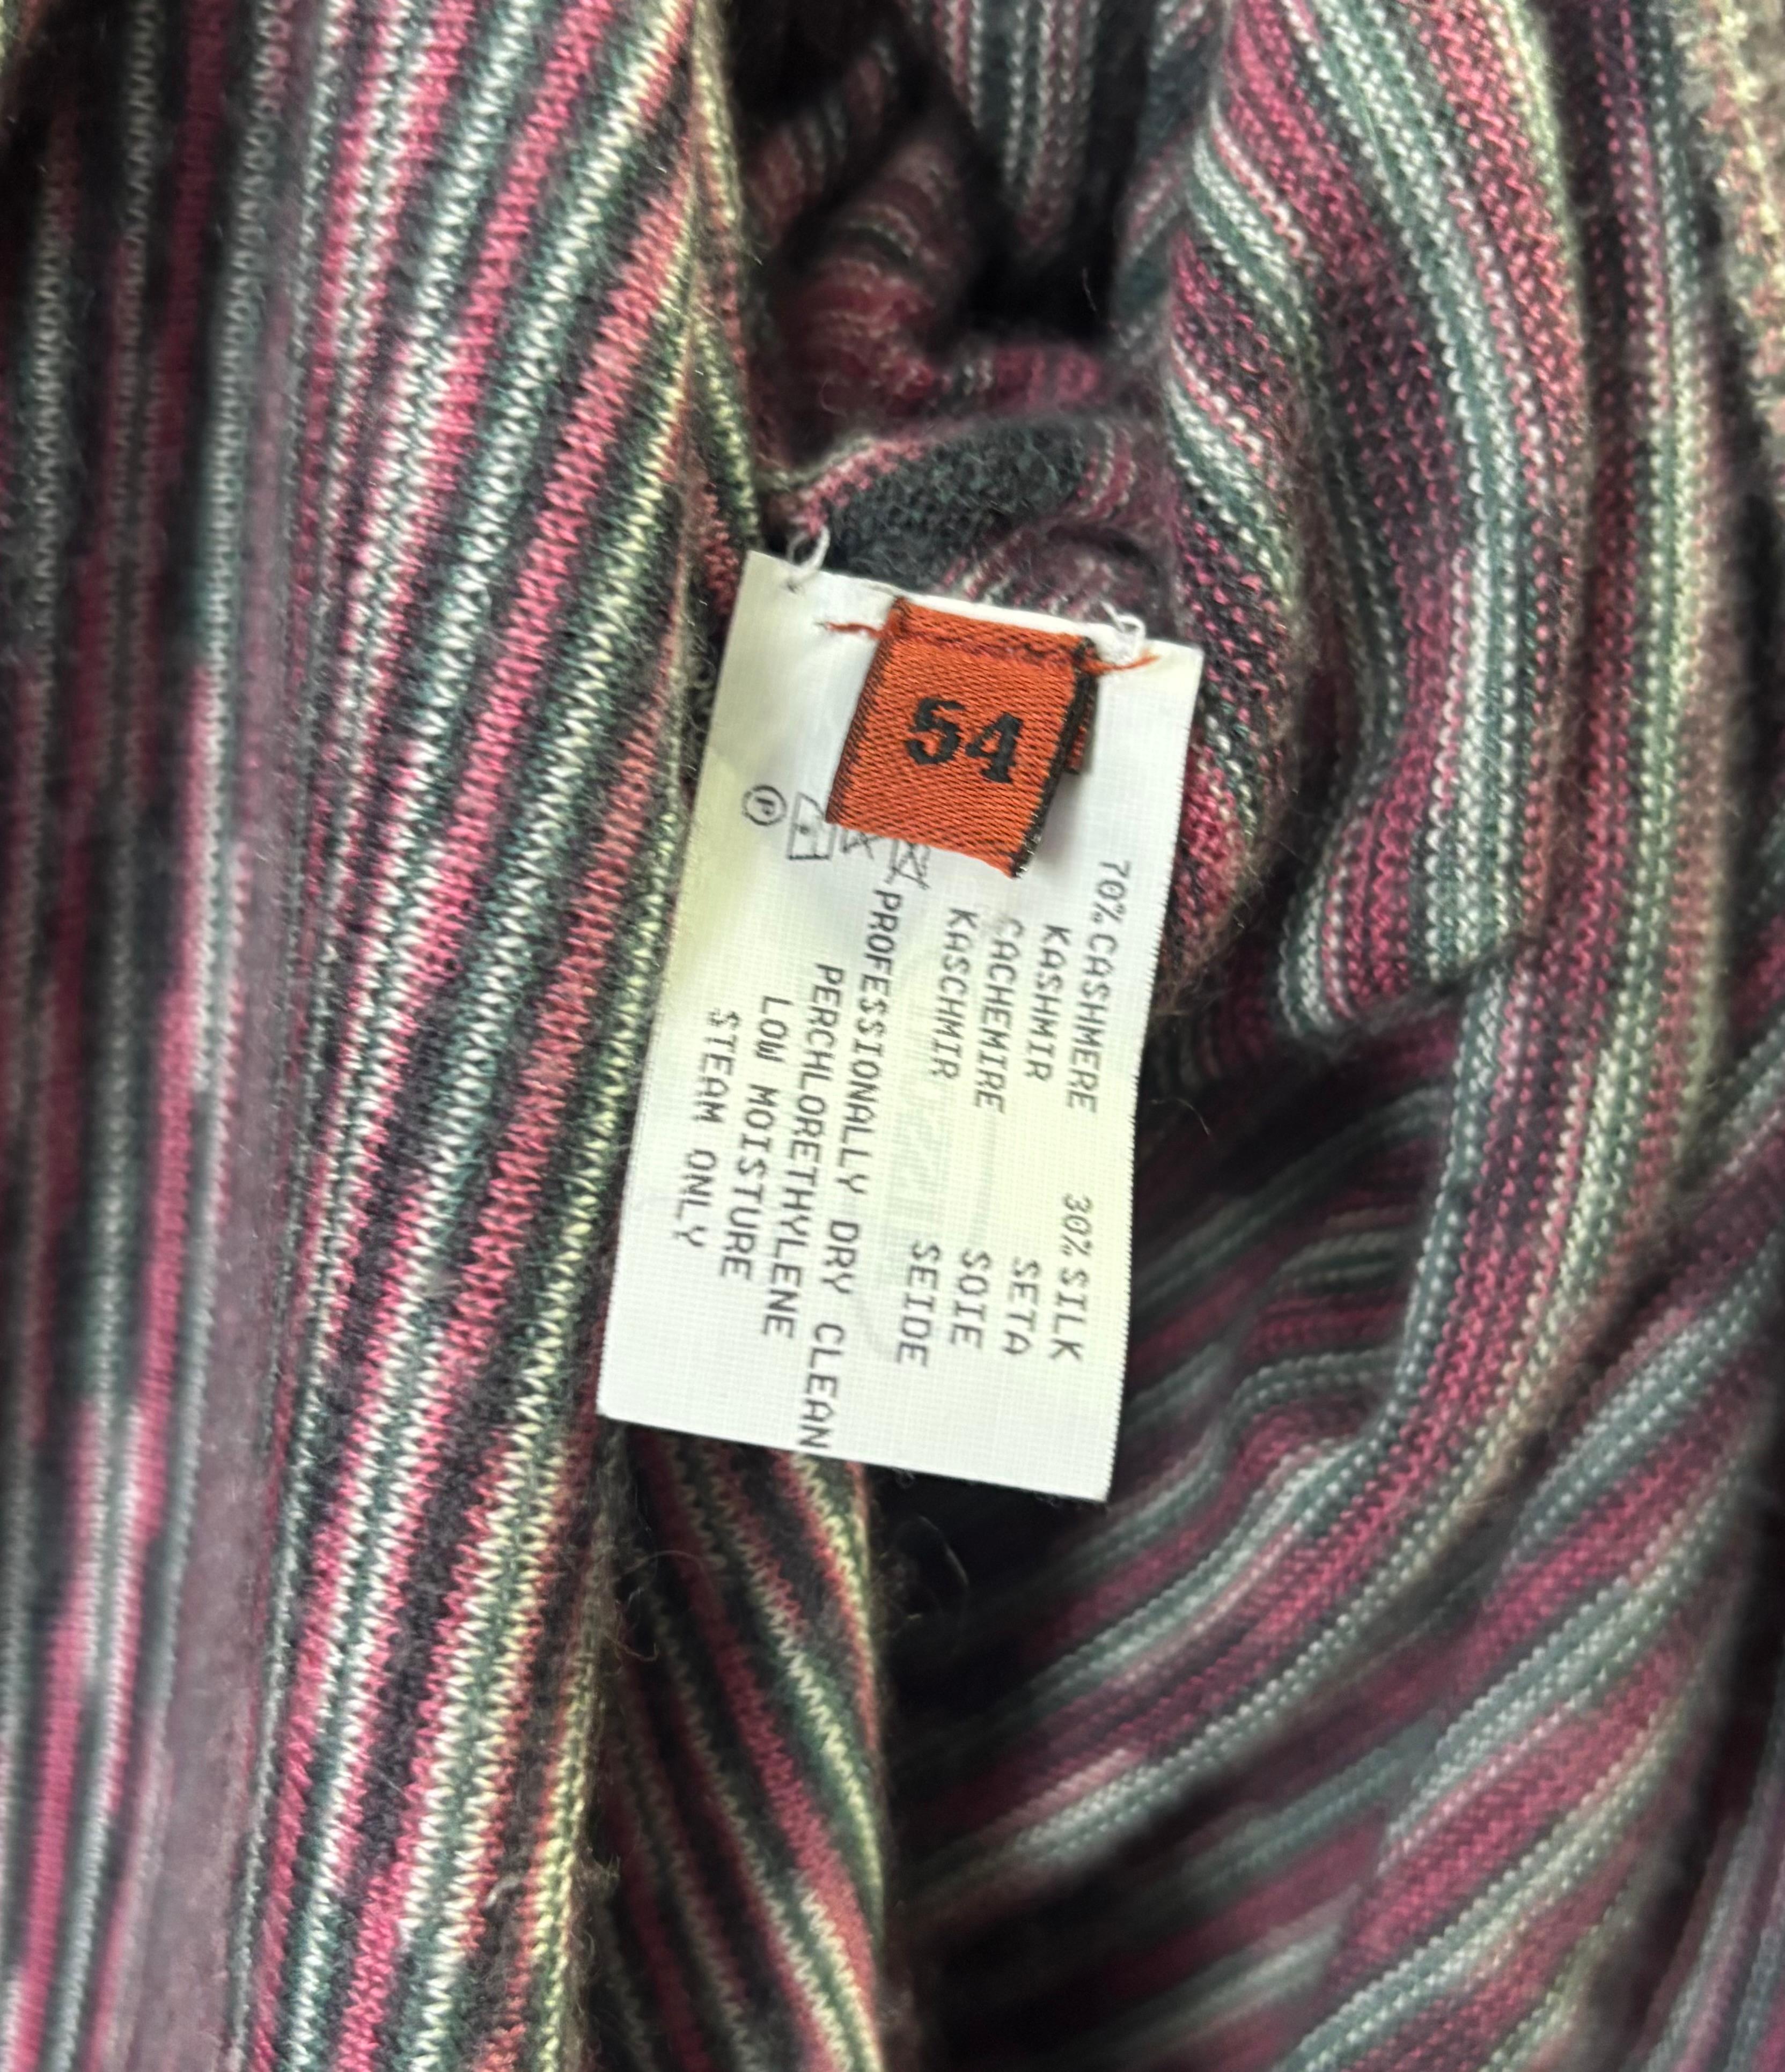 54
70% CASHMERE 30% SILK
KASHMIR SETA
CACHEMIRE SOIE
KASCHMIR SEIDE
PROFESSIONALLY DRY CLEAN
PERCHLORETHYLENE
LOW MOISTURE
STEAM ONLY
P